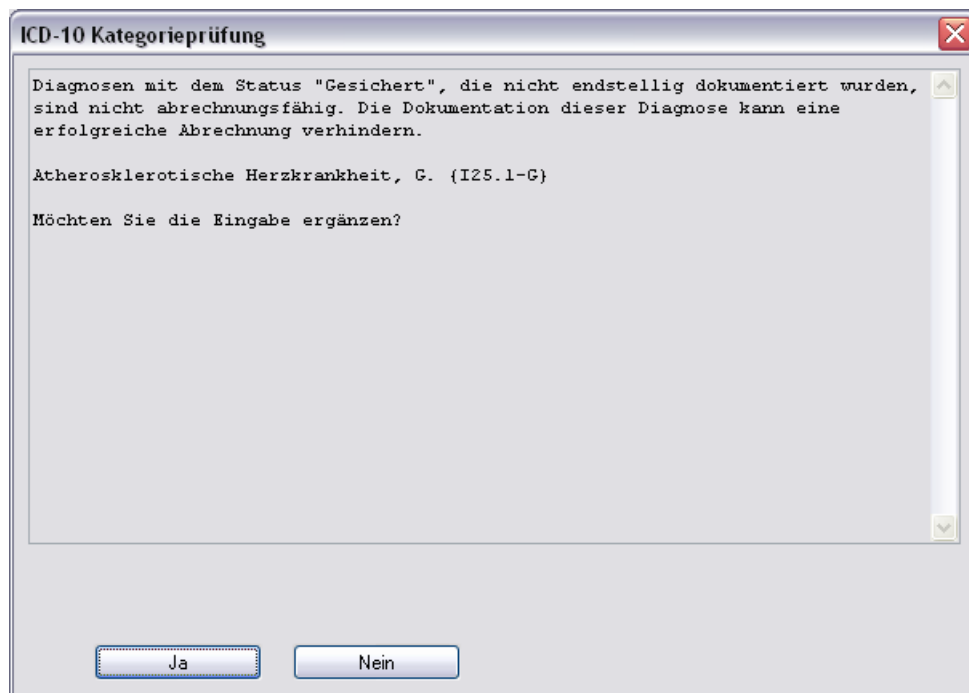 ICD-10 Kategorieprüfung
Diagnosen mit dem Status "Gesichert", die nicht endstellig dokumentiert wurden,
sind nicht abrechnungsfähig. Die Dokumentation dieser Diagnose kann eine
erfolgreiche Abrechnung verhindern.
Atherosklerotische Herzkrankheit, G. {I25.1-G}
Möchten Sie die Eingabe ergänzen?
Ja
Nein